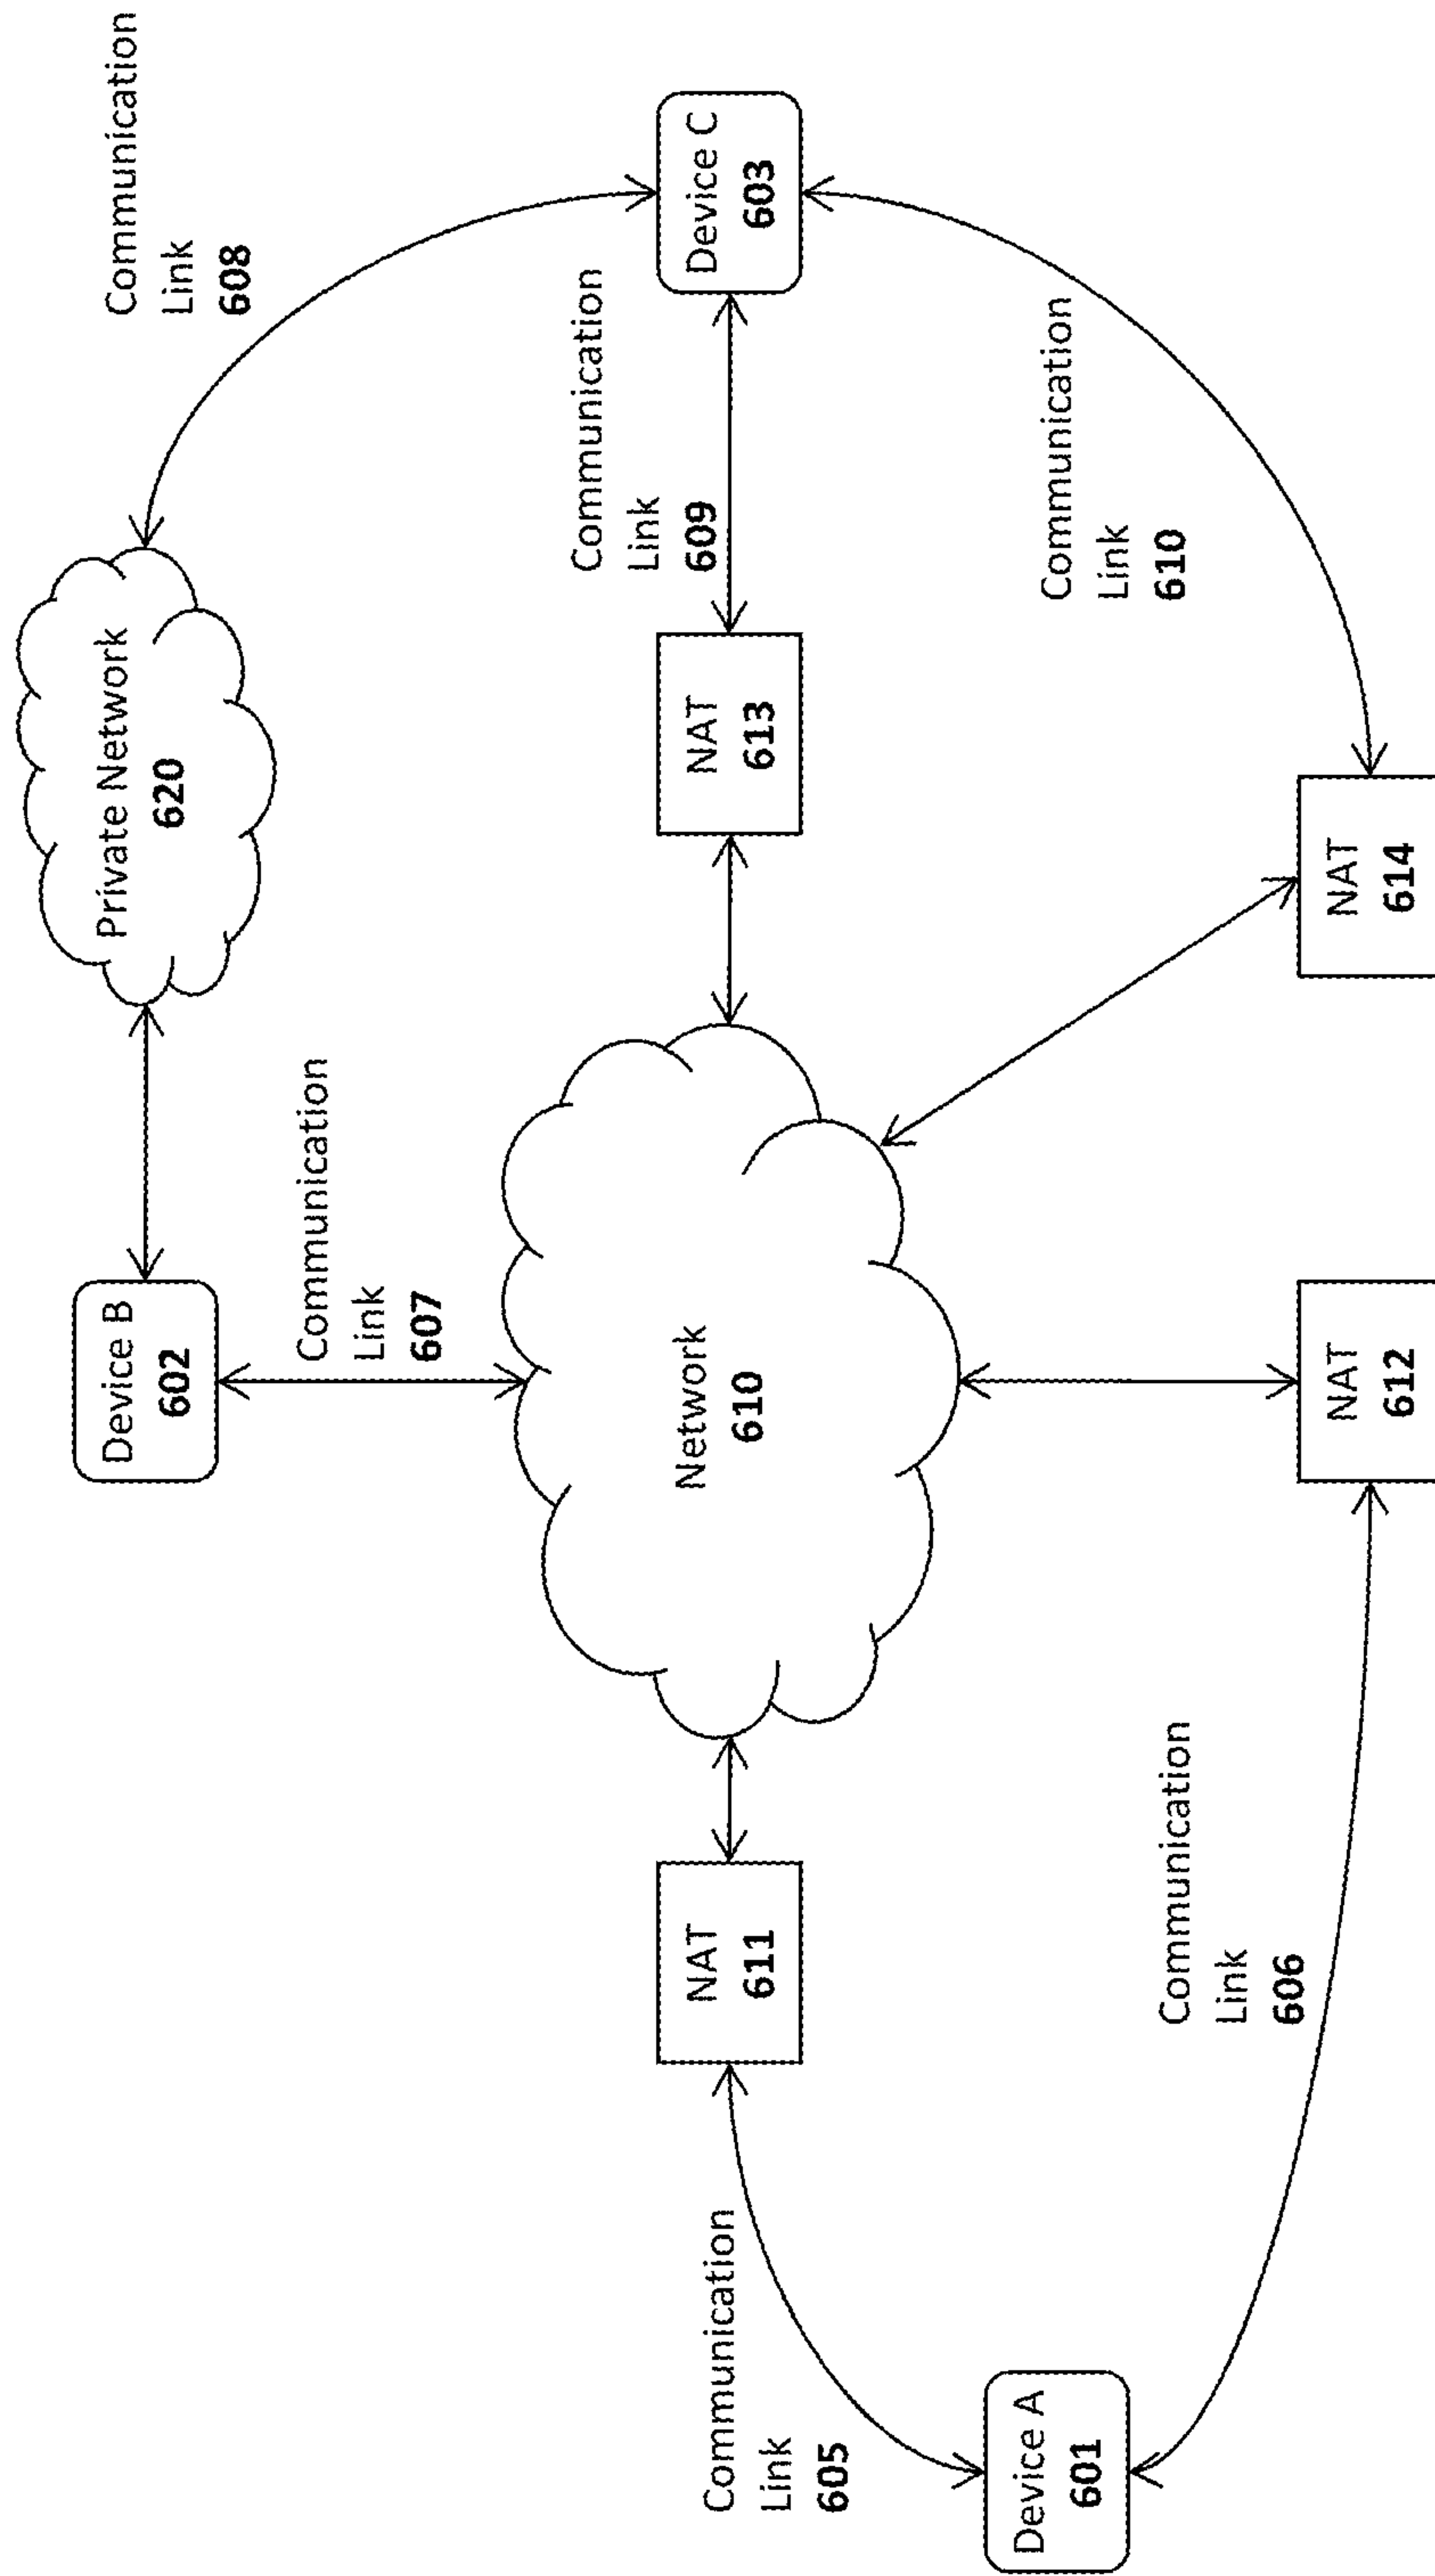 Device B
602
Private Network
620
Communication
Link
608
Communication
Link
607
Communication
Link
605
NAT
611
Network
610
NAT
613
Communication
Link
609
Device C
603
Device A
601
Communication
Link
606
Communication
Link
610
NAT
612
NAT
614